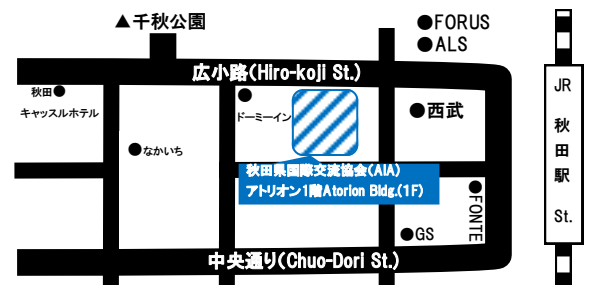 ▲千秋公園
●FORUS
●ALS
広小路(Hiro-koji St.)
秋田●
キャッスルホテル
ドーミーイン
●西武
●なかいち
秋田県国際交流協会(AIA)
アトリオン1階Atorion Bldg.(1F)
●FONTE
●GS
中央通り(Chuo-Dori St.)
JR
秋
田
駅
St.